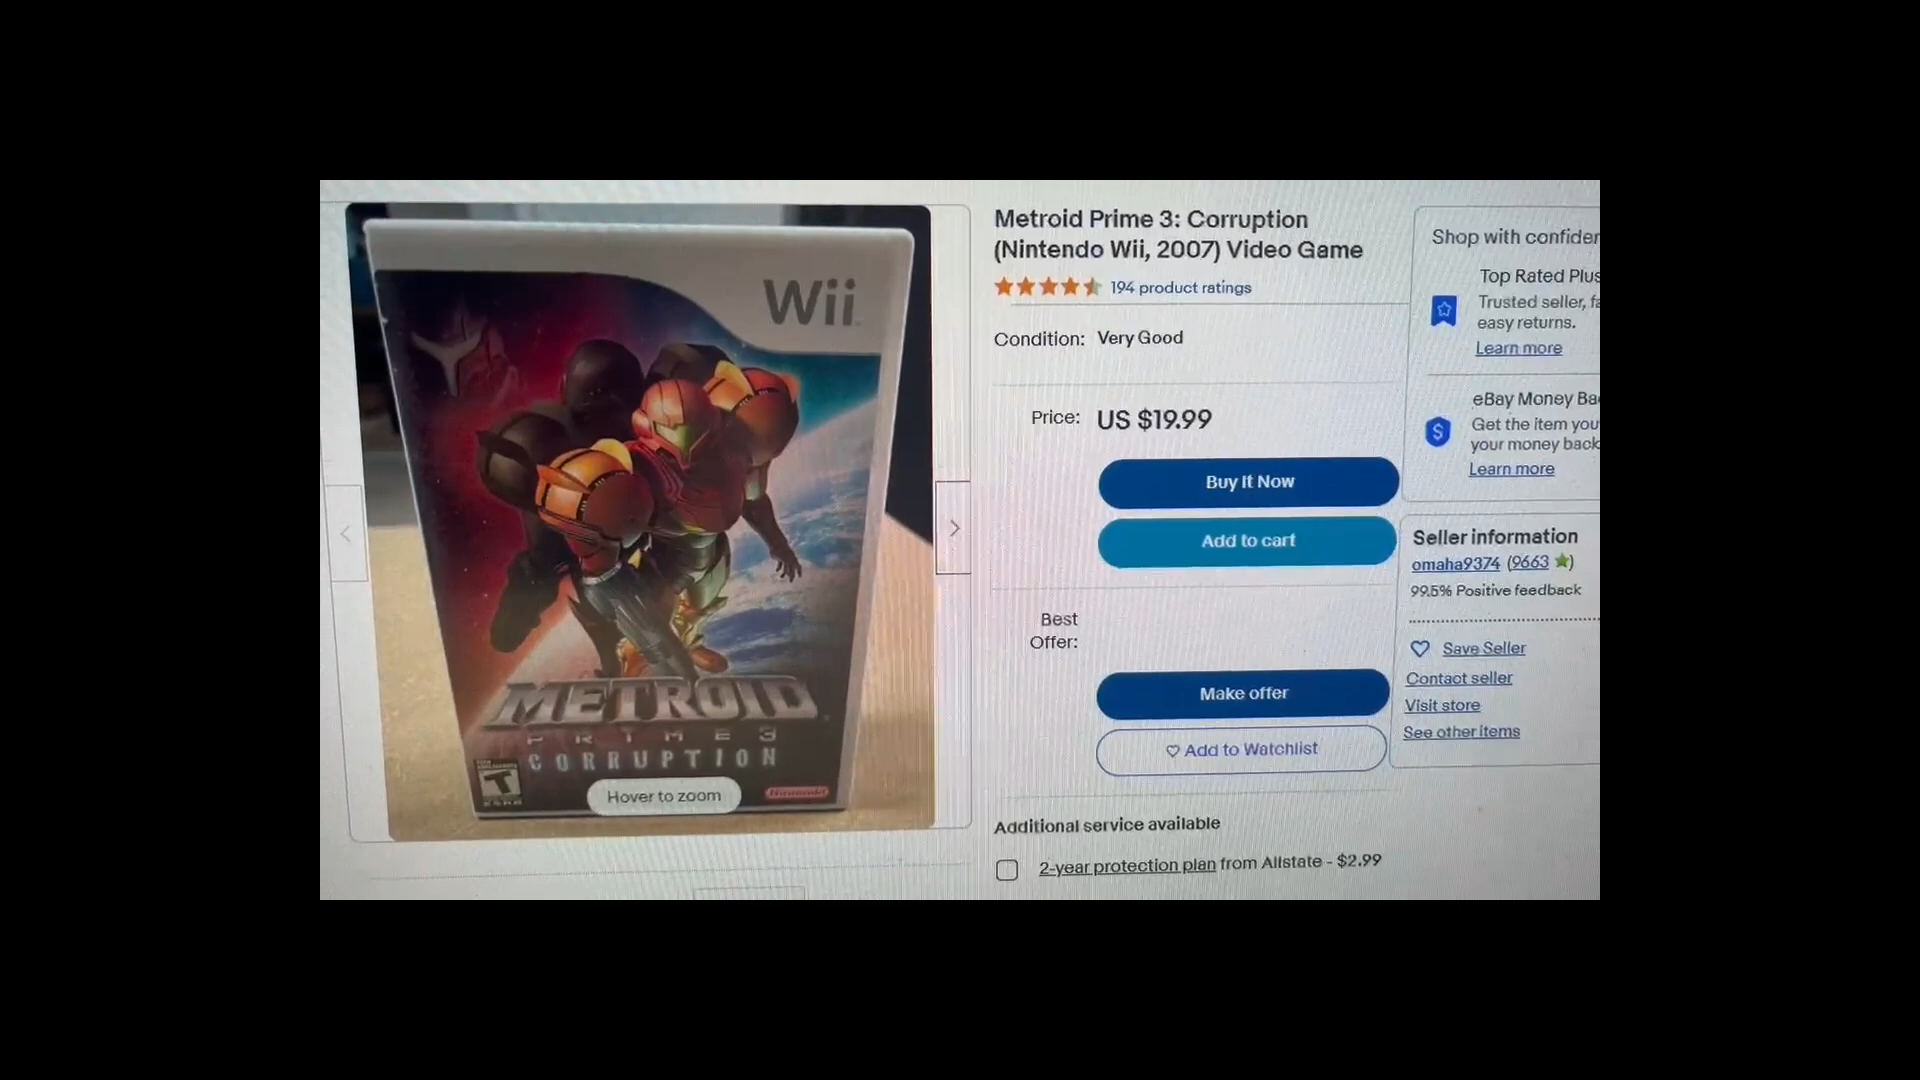 Wii
METROID
PRIME 3
CORRUPTION
T
Nintendo
Hover to zoom
Metroid Prime 3: Corruption
(Nintendo Wii, 2007) Video Game
194 product ratings
Condition: Very Good
Price: US $19.99
Buy It Now
Add to cart
Best
Offer:
Make offer
Add to Watchlist
Additional service available
2-year protection plan from Allstate - $2.99
Shop with confiden
Top Rated Plus
Trusted seller, fa
easy returns.
Learn more
eBay Money Ba
Get the item you
your money back
Learn more
Seller information
omaha9374 (9663)
99.5% Positive feedback
Save Seller
Contact seller
Visit store
See other items